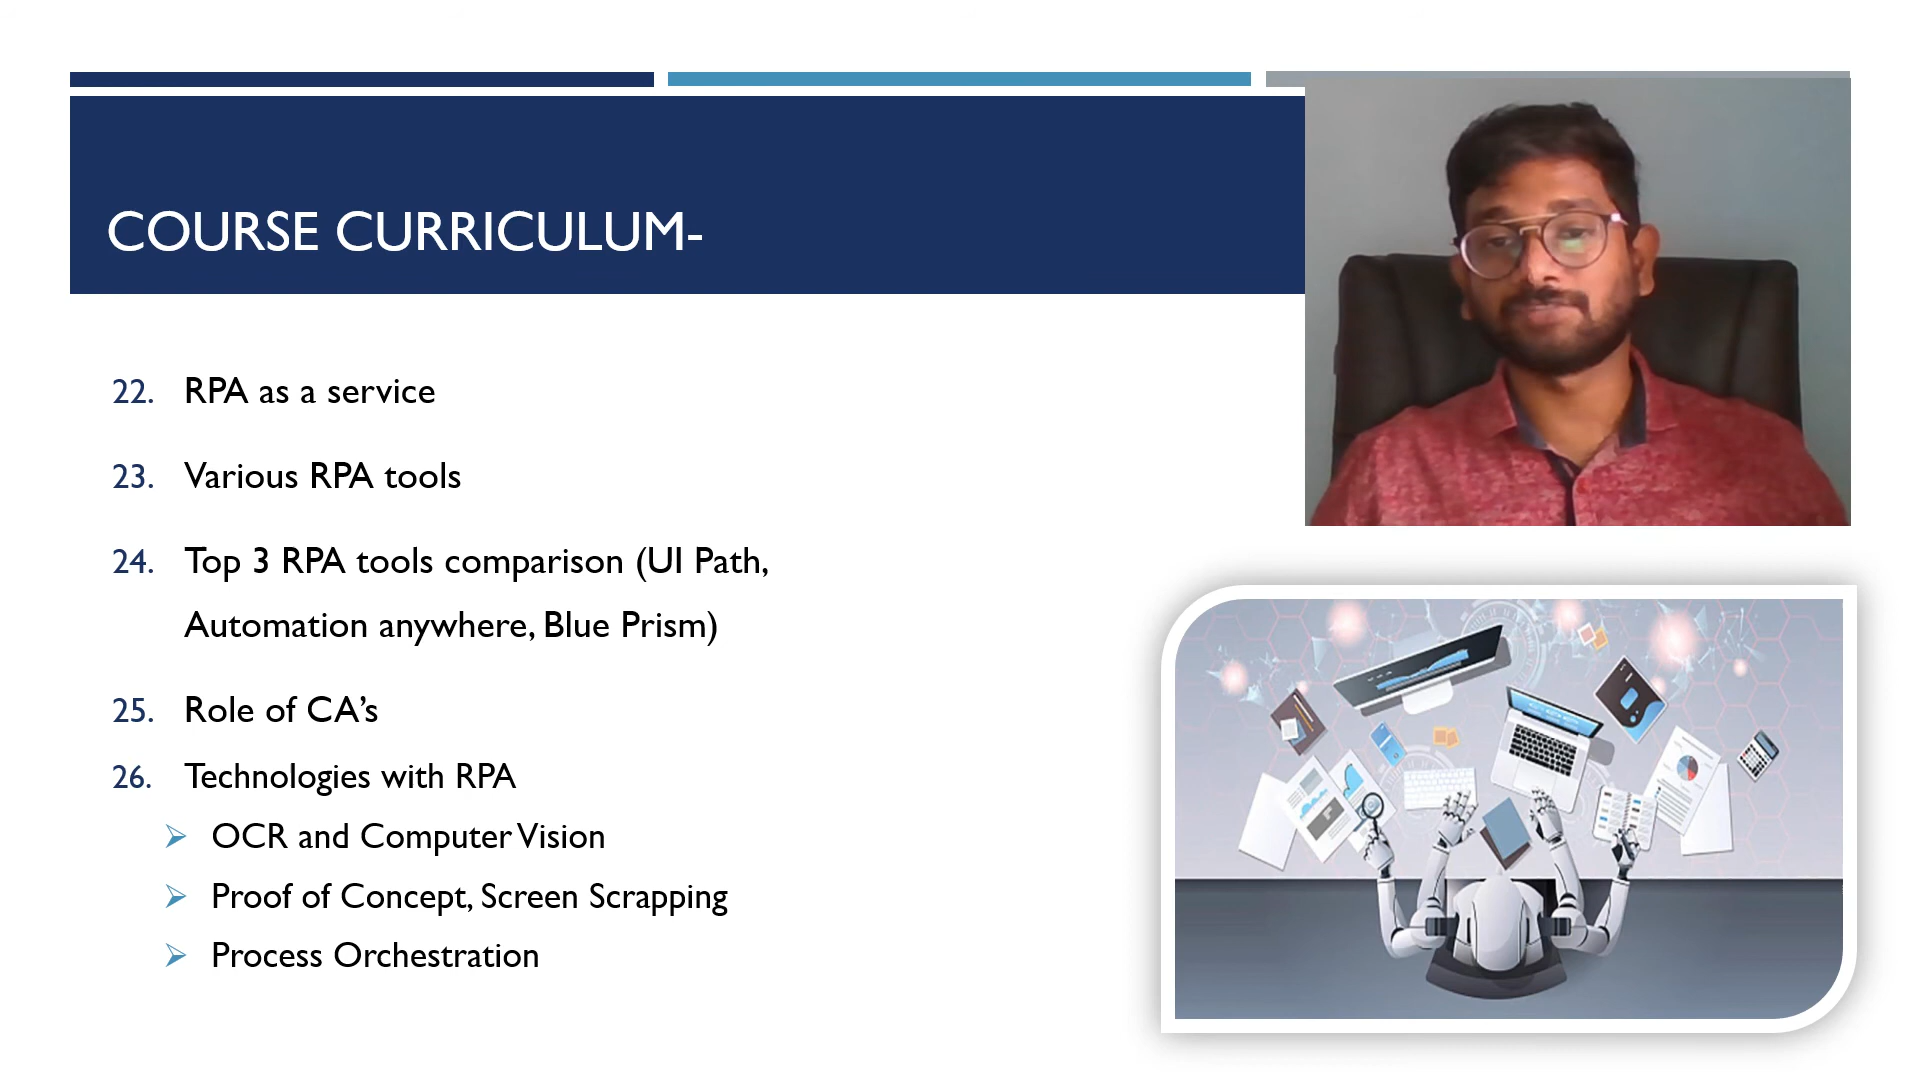 COURSE CURRICULUM-
22. RPA as a service
23. Various RPA tools
24. Top 3 RPA tools comparison (UI Path,
Automation anywhere, Blue Prism)
25. Role of CA’s
26. Technologies with RPA
➢ OCR and Computer Vision
➢ Proof of Concept, Screen Scrapping
➢ Process Orchestration